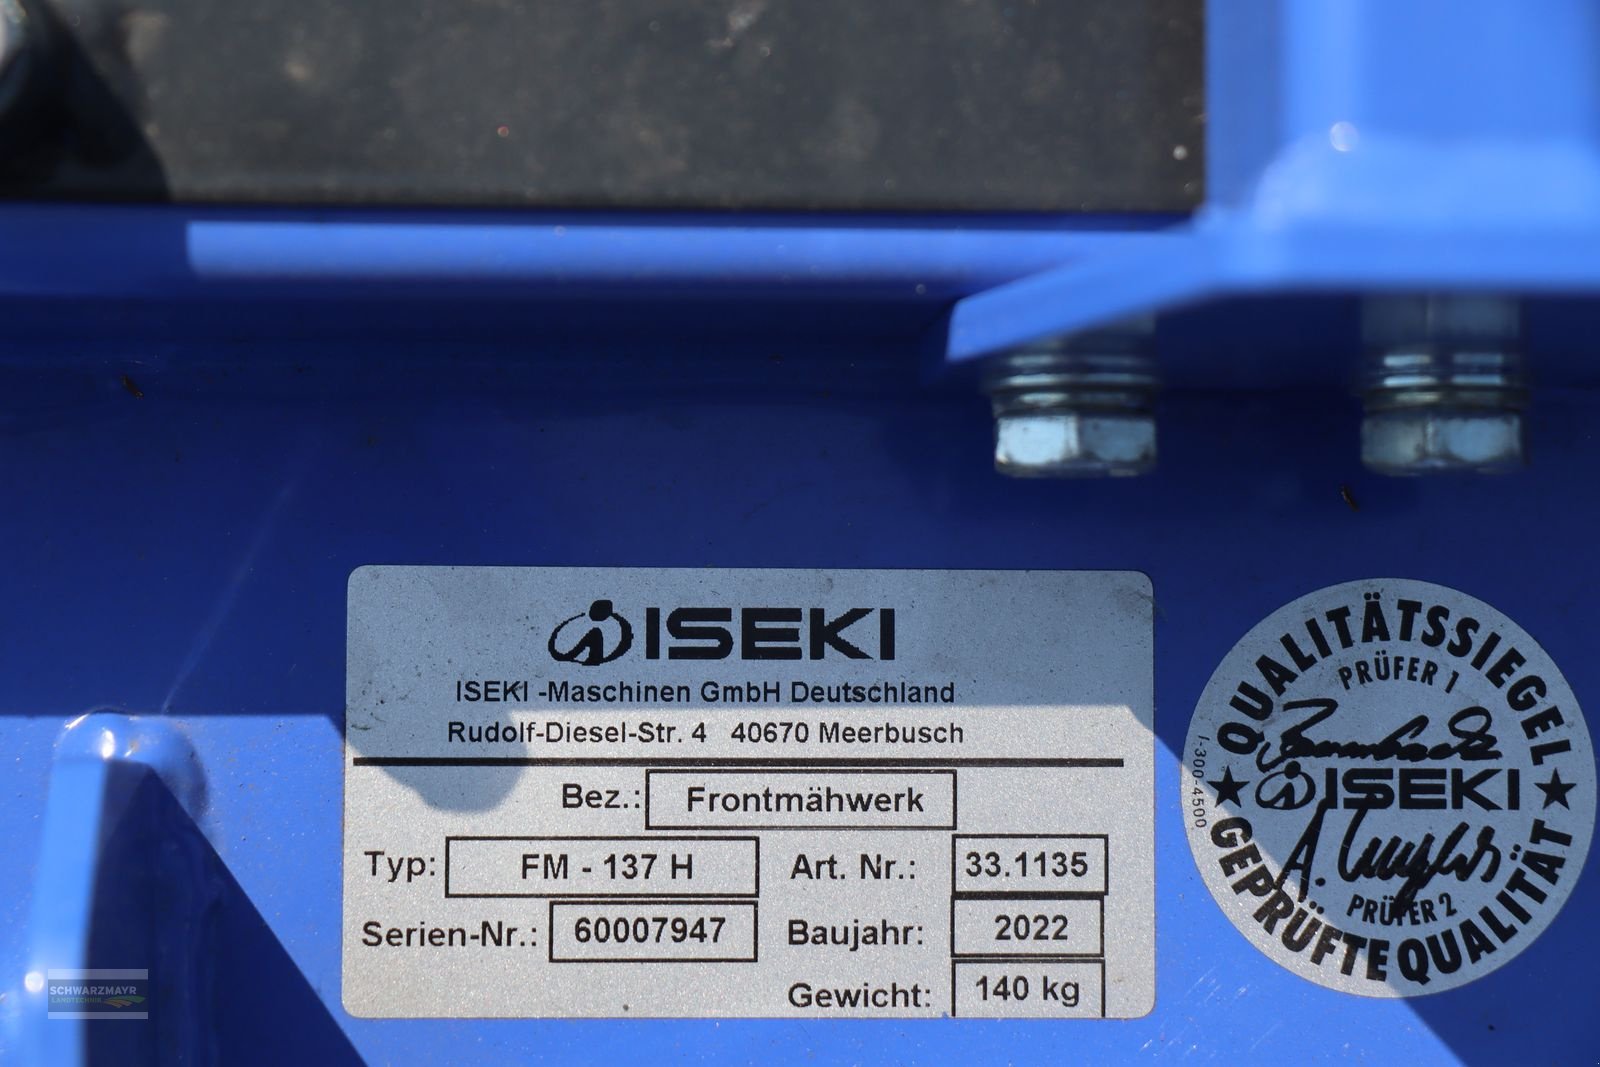 ISEKI
ISEKI -Maschinen GmbH Deutschland
Rudolf-Diesel-Str. 4 40670 Meerbusch
Bez.: Frontmähwerk
Typ: FM - 137 H Art. Nr.: 33.1135
Serien-Nr.: 60007947 Baujahr: 2022
Gewicht: 140 kg
QUALITÄTSSIEGEL
PRÜFER 1
ISEKI
PRÜFER 2
GEPRÜFTE QUALITÄT
I-300-4500
SCHWARZMAYR
LANDTECHNIK